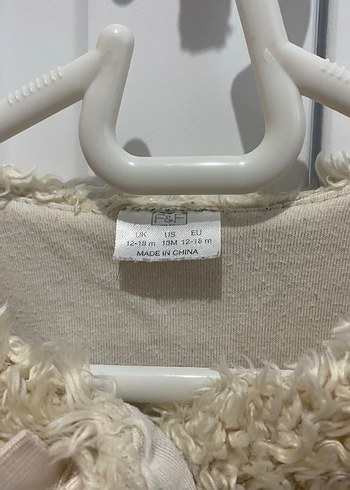 F&F
UK US EU
12-18 m 18M 12-18 m
MADE IN CHINA